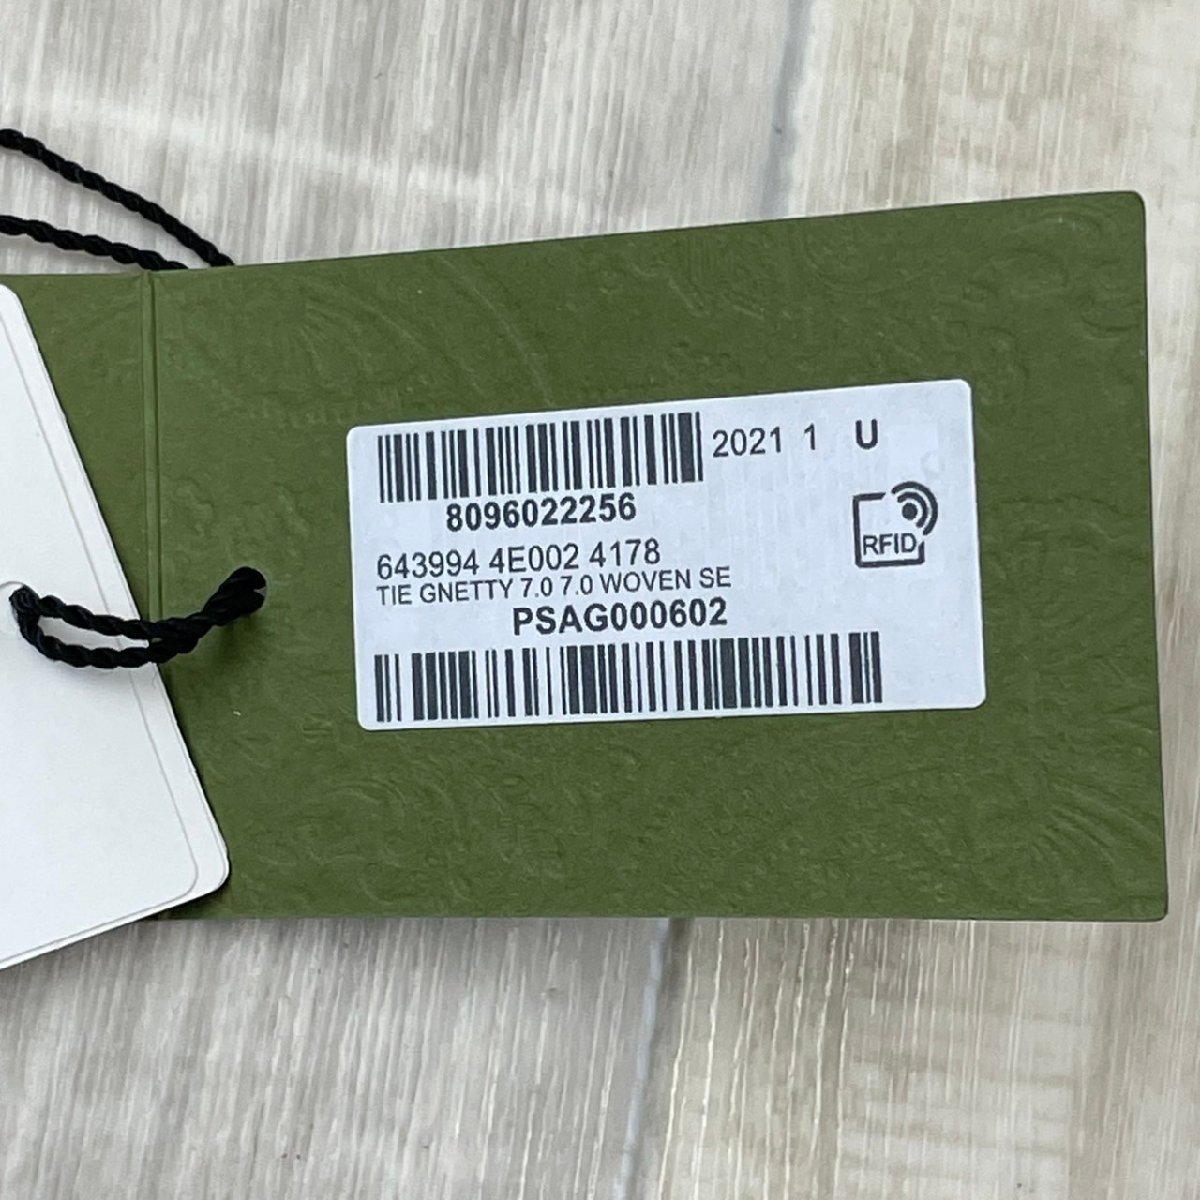 2021 1 U
8096022256
RFID
643994 4E002 4178
TIE GNETTY 7.0 7.0 WOVEN SE
PSAG000602